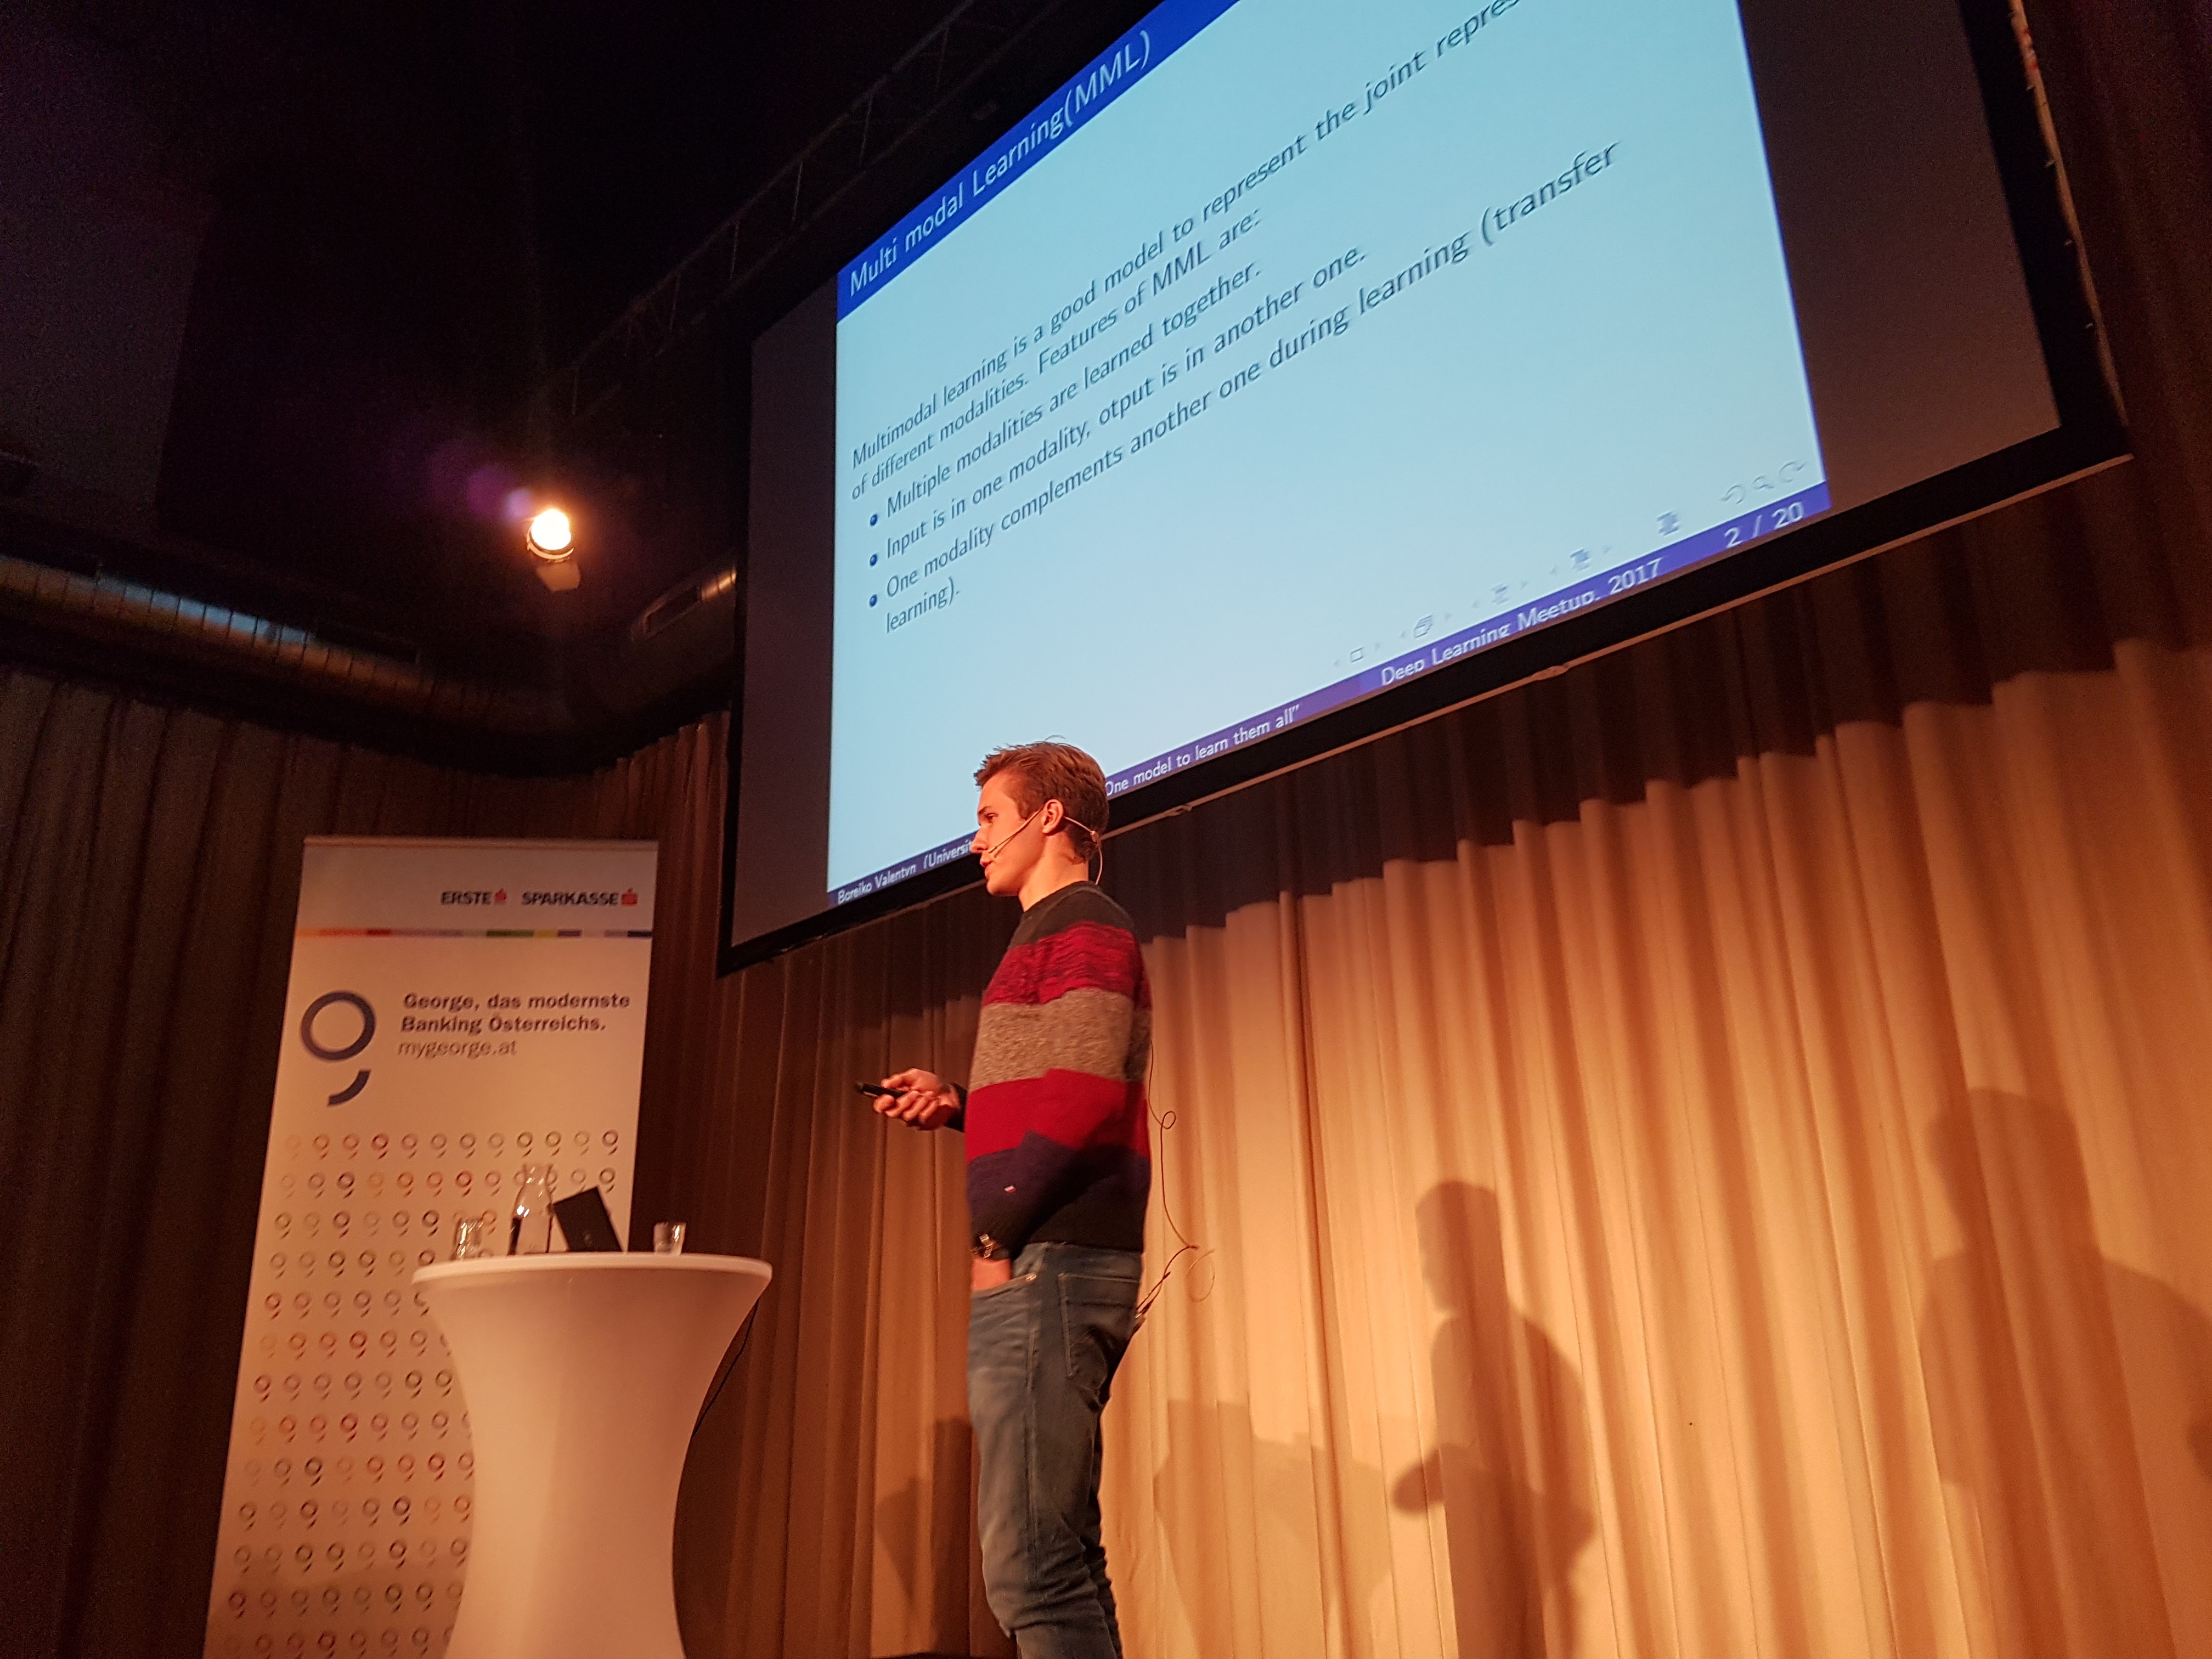 Multi modal Learning(MML)
Multimodal learning is a good model to represent the joint
of different modalities. Features of MML are:
Multiple modalities are learned together.
Input is in one modality, otput is in another one.
One modality complements another one during learning (transfer
learning).
Boreiko Valentyn
One model to learn them all"
Deep Learning Meetup, 2017
2 / 20
ERSTE SPARKASSE
George, das modernste
Banking Österreichs.
mygeorge.at